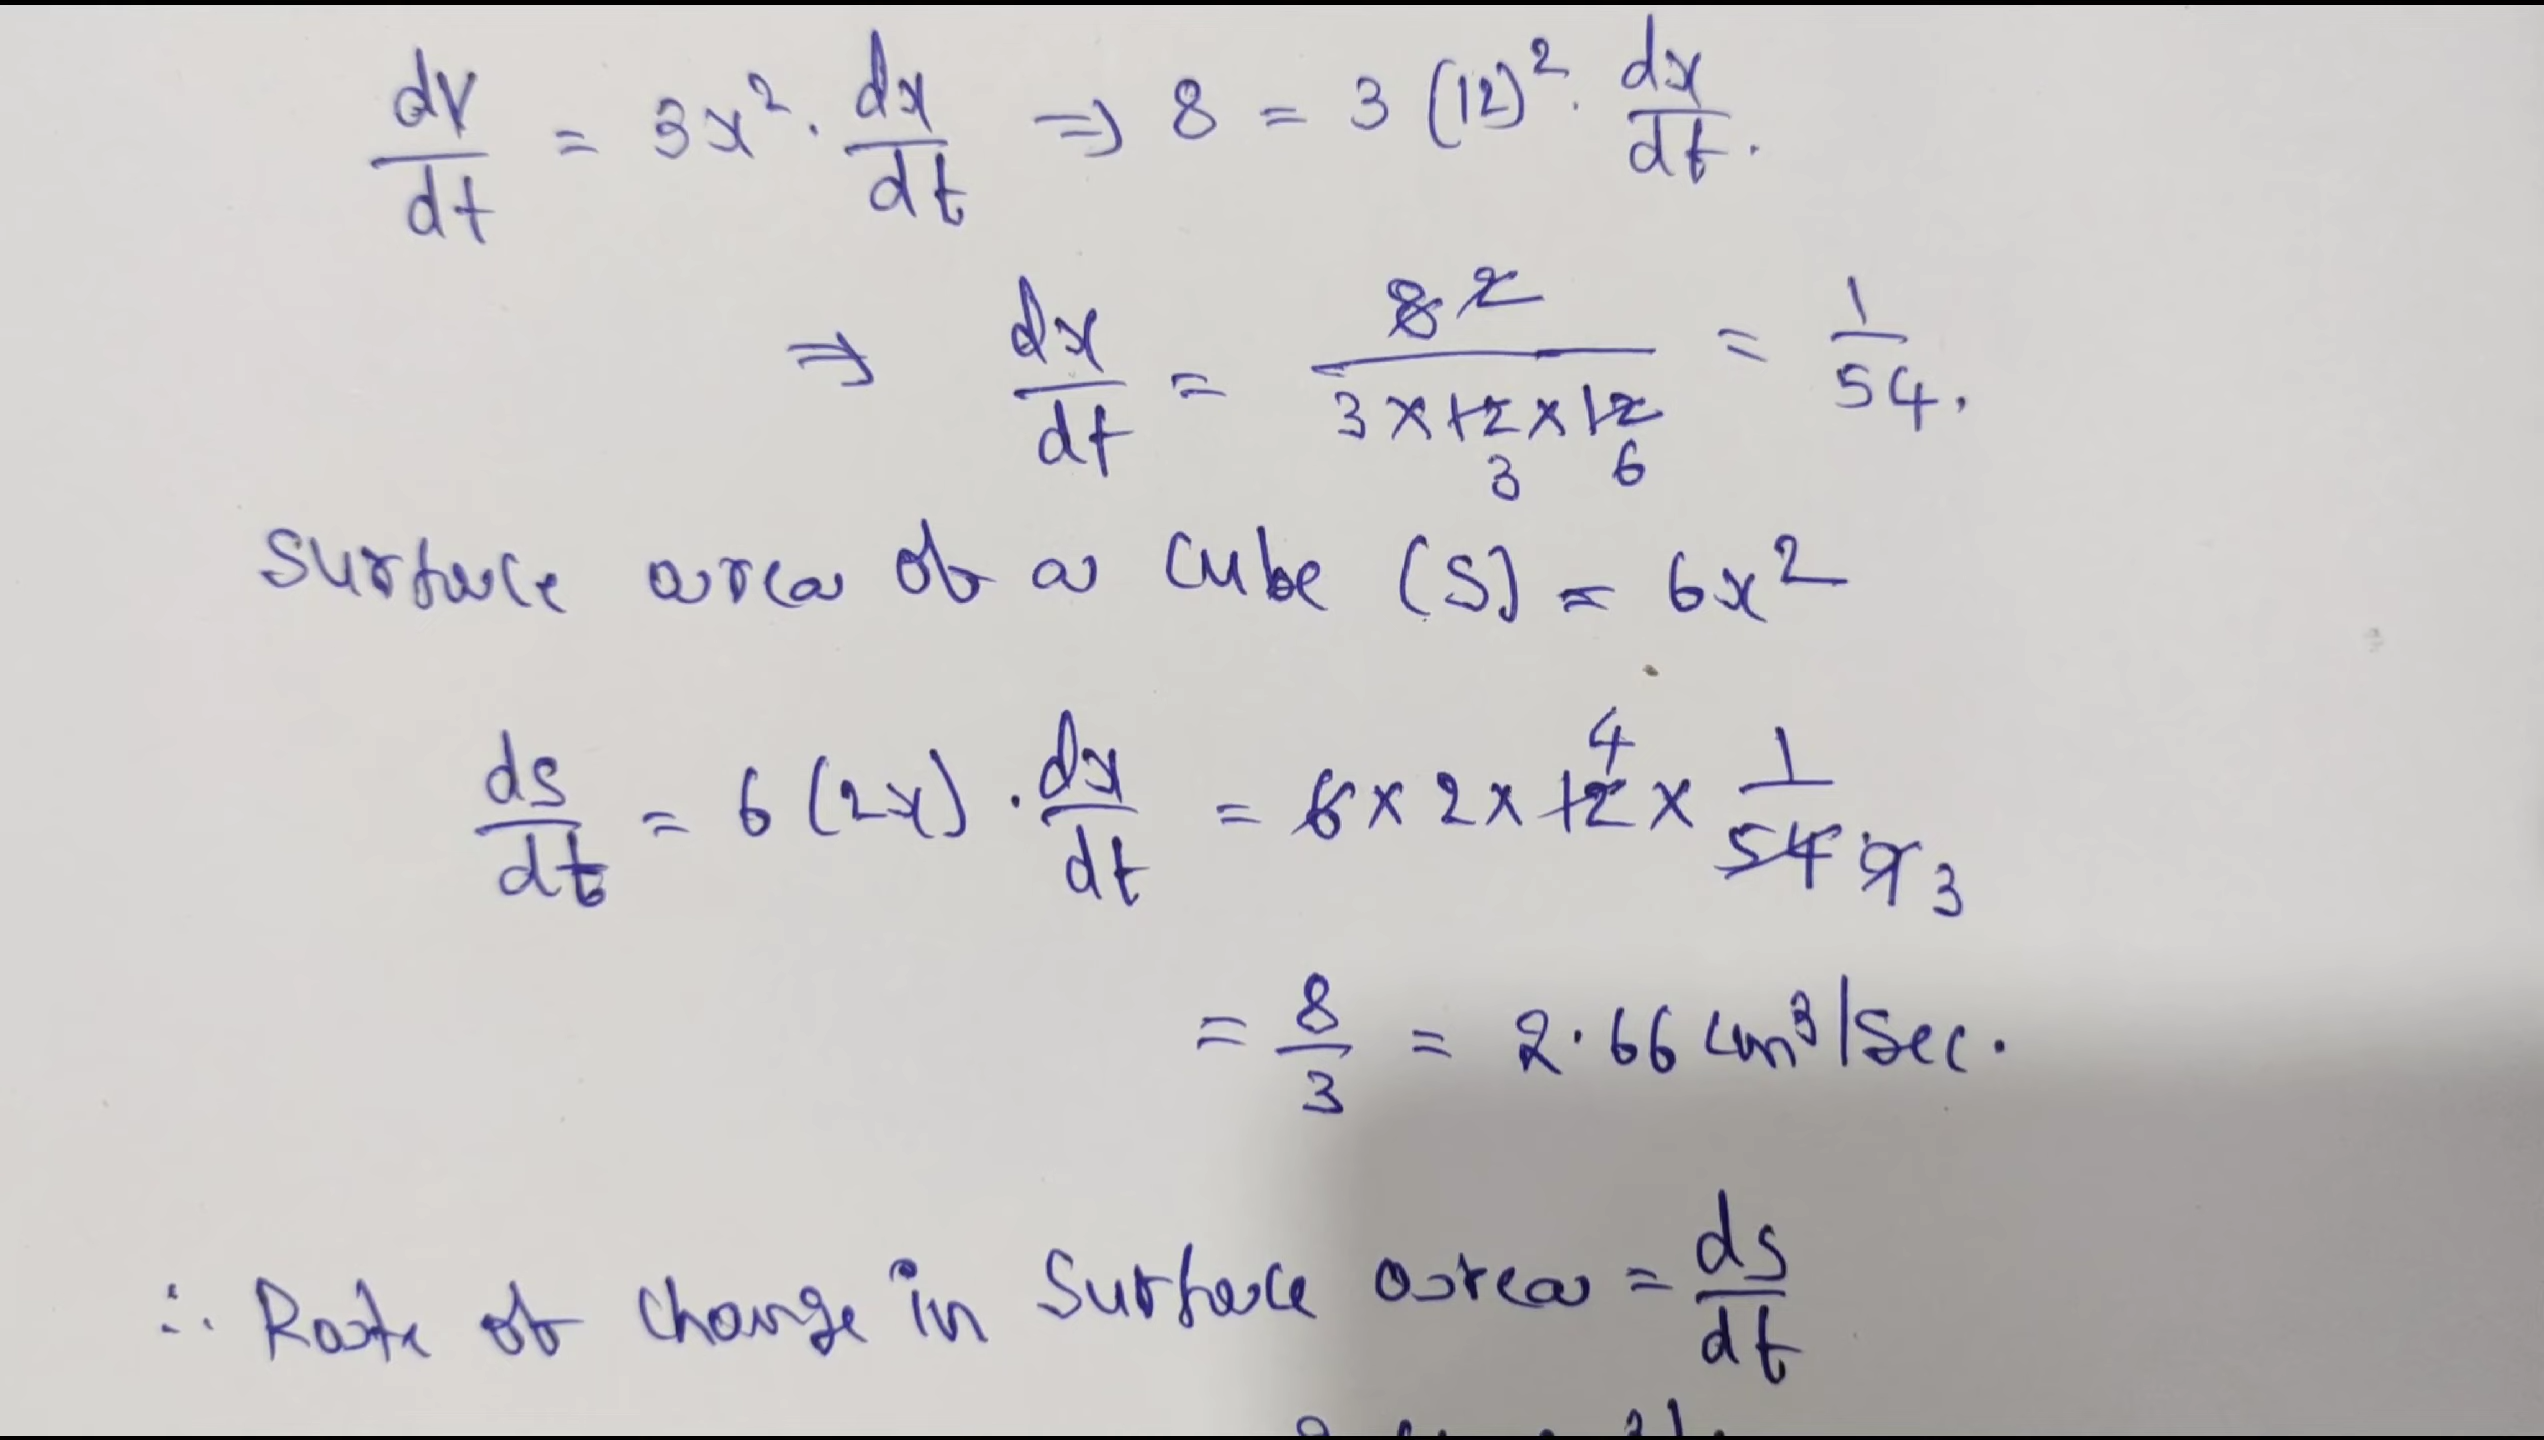 dv/dt = 3x². dx/dt ⇒ 8 = 3 (12)². dx/dt.
⇒ dx/dt = 8 2 / 3 x 12 x 12 3 6 = 1/54.
Surface area of a cube (S) = 6x²
ds/dt = 6 (2x) . dx/dt = 6 x 2 x 12 4 x 1/54 9 3
= 8/3 = 2.66 cm³/sec.
∴ Rate of change in Surface area = ds/dt